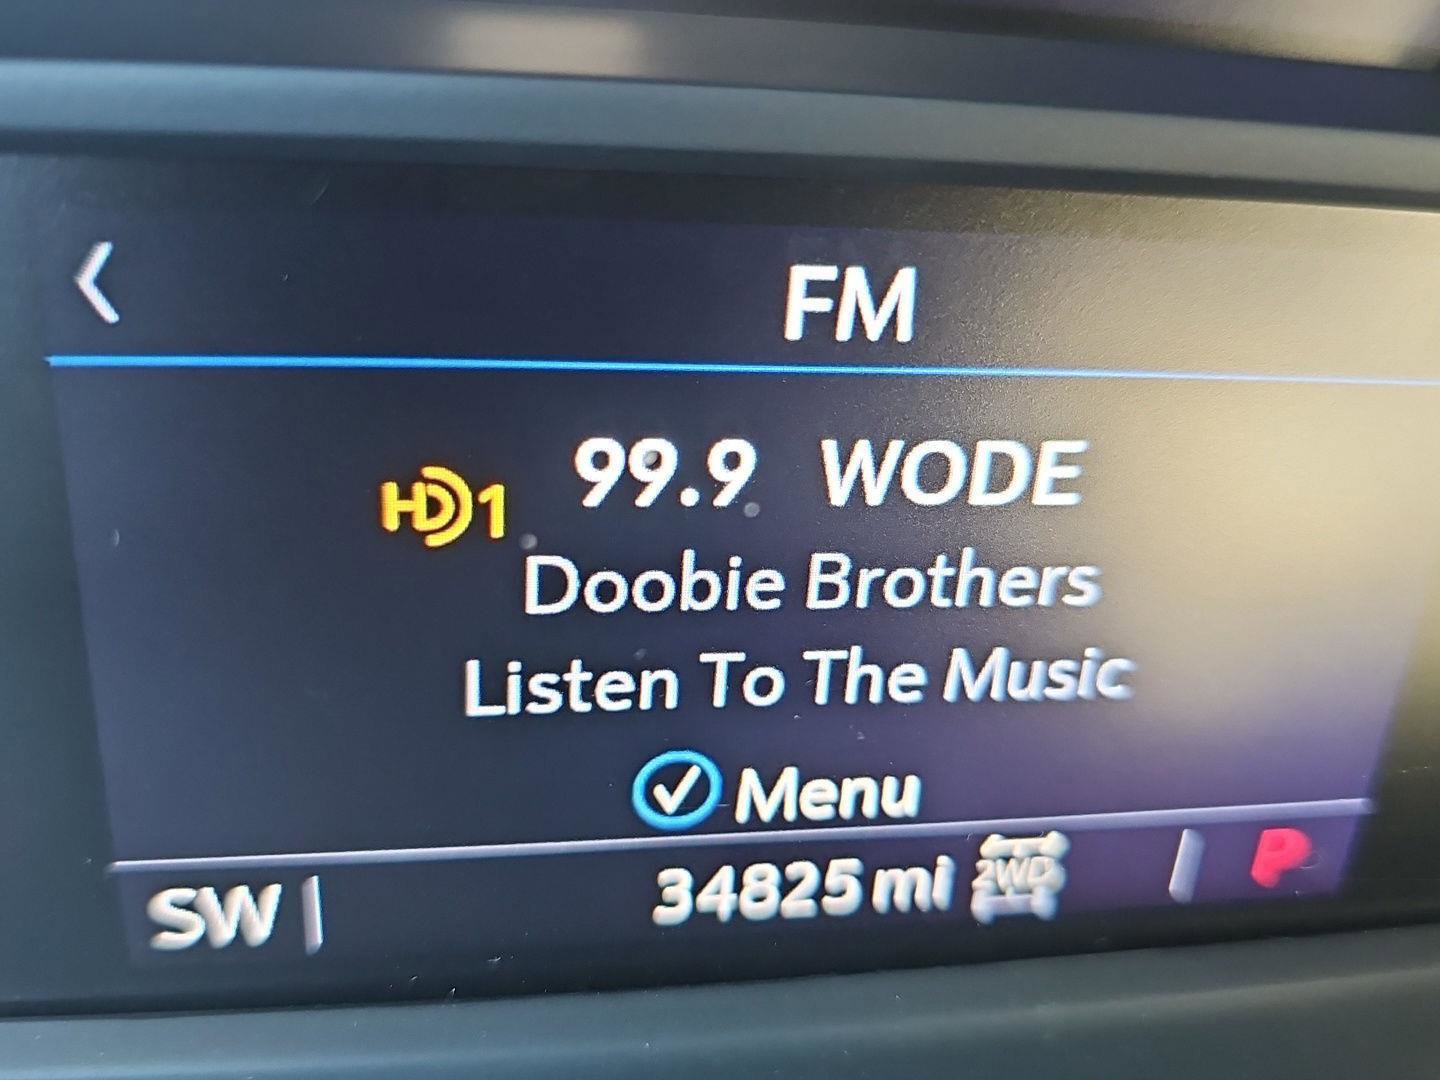 FM
HD1 99.9 WODE
Doobie Brothers
Listen To The Music
Menu
SW 34825 mi 2WD P